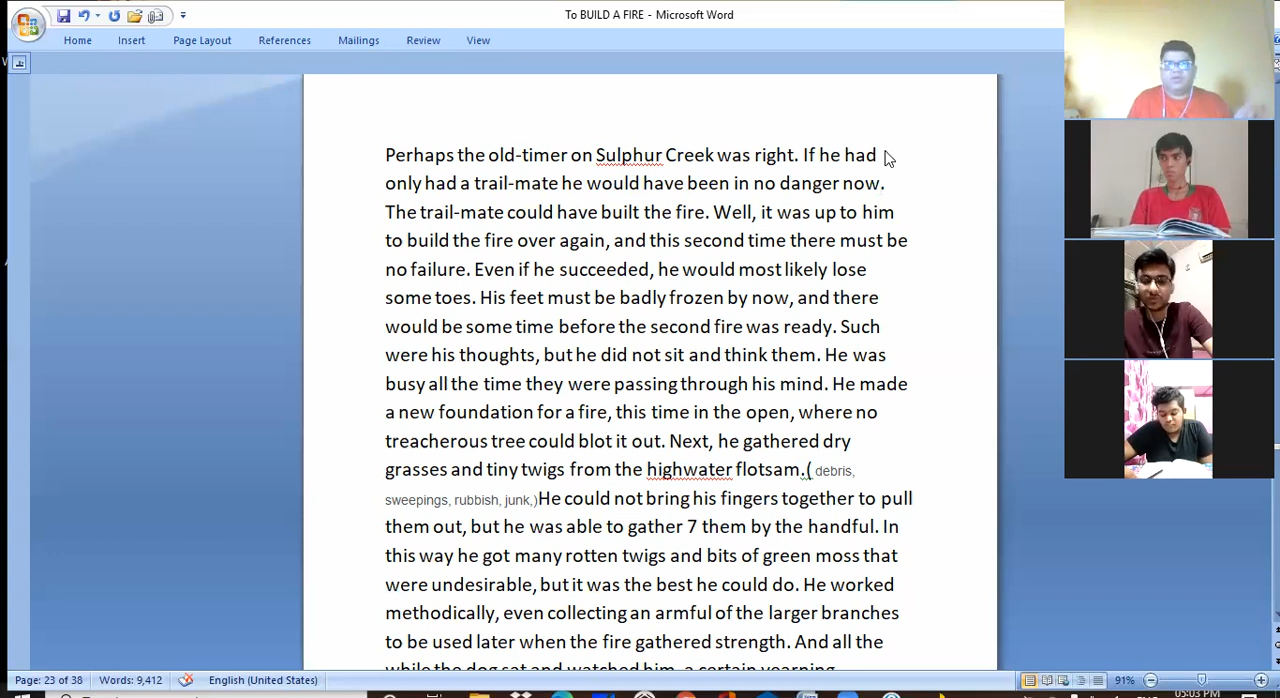 To BUILD A FIRE - Microsoft Word
Home Insert Page Layout References Mailings Review View
Perhaps the old-timer on Sulphur Creek was right. If he had
only had a trail-mate he would have been in no danger now.
The trail-mate could have built the fire. Well, it was up to him
to build the fire over again, and this second time there must be
no failure. Even if he succeeded, he would most likely lose
some toes. His feet must be badly frozen by now, and there
would be some time before the second fire was ready. Such
were his thoughts, but he did not sit and think them. He was
busy all the time they were passing through his mind. He made
a new foundation for a fire, this time in the open, where no
treacherous tree could blot it out. Next, he gathered dry
grasses and tiny twigs from the highwater flotsam.( debris,
sweepings, rubbish, junk,)He could not bring his fingers together to pull
them out, but he was able to gather 7 them by the handful. In
this way he got many rotten twigs and bits of green moss that
were undesirable, but it was the best he could do. He worked
methodically, even collecting an armful of the larger branches
to be used later when the fire gathered strength. And all the
while the dog sat and watched him, a certain yearning
Page: 23 of 38 Words: 9,412 English (United States) 91%
05:03 PM